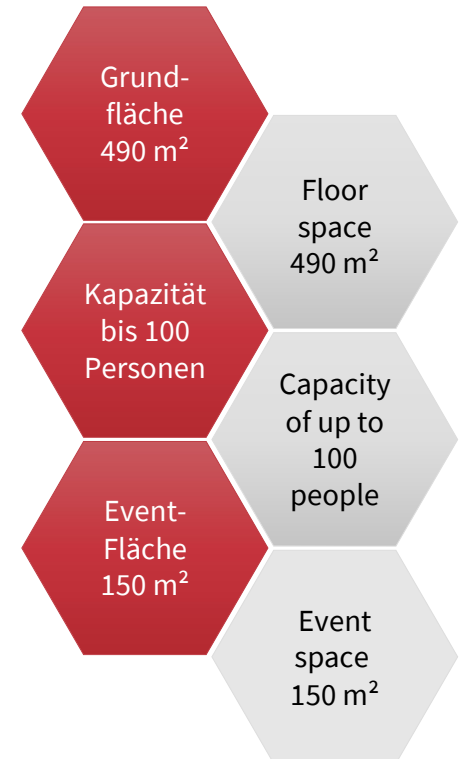 Grund-
fläche
490 m²
Floor
space
490 m²
Kapazität
bis 100
Personen
Capacity
of up to
100
people
Event-
Fläche
150 m²
Event
space
150 m²